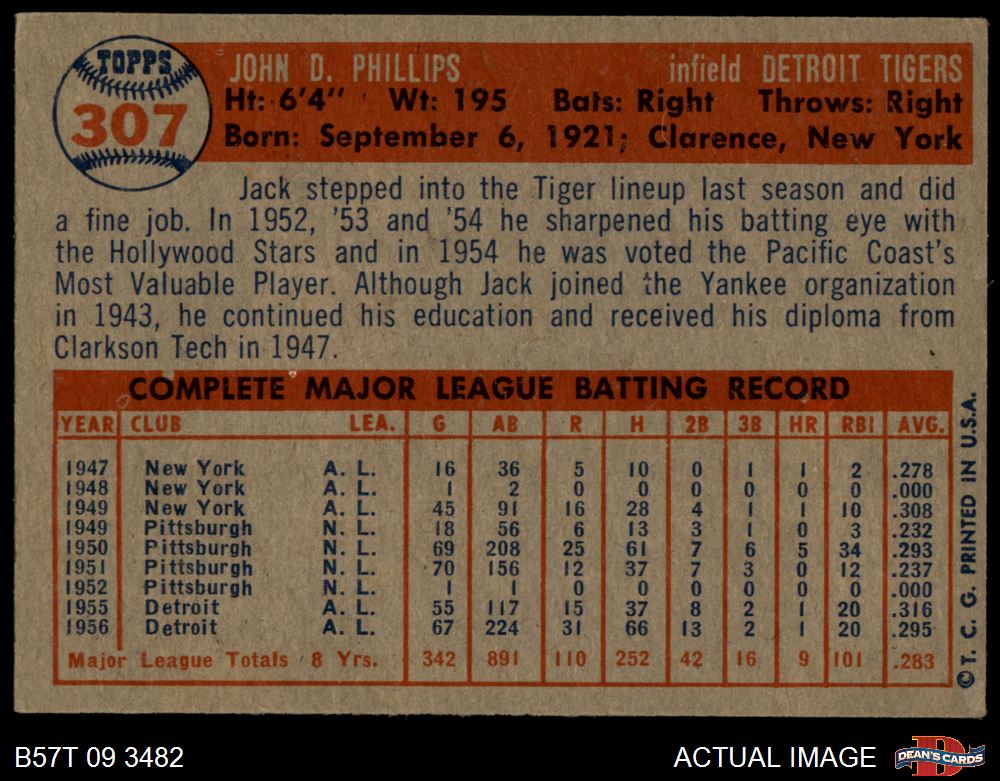 TOPPS
307
JOHN D. PHILLIPS infield DETROIT TIGERS
Ht: 6'4" Wt: 195 Bats: Right Throws: Right
Born: September 6, 1921; Clarence, New York
Jack stepped into the Tiger lineup last season and did
a fine job. In 1952, '53 and '54 he sharpened his batting eye with
the Hollywood Stars and in 1954 he was voted the Pacific Coast's
Most Valuable Player. Although Jack joined the Yankee organization
in 1943, he continued his education and received his diploma from
Clarkson Tech in 1947.
COMPLETE MAJOR LEAGUE BATTING RECORD
YEAR CLUB LEA. G AB R H 2B 3B HR RBI AVG.
1947 New York A. L. 16 36 5 10 0 1 1 2 .278
1948 New York A. L. 1 2 0 0 0 0 0 0 .000
1949 New York A. L. 45 91 16 28 4 1 1 10 .308
1949 Pittsburgh N. L. 18 56 6 13 3 1 0 3 .232
1950 Pittsburgh N. L. 69 208 25 61 7 6 5 34 .293
1951 Pittsburgh N. L. 70 156 12 37 7 3 0 12 .237
1952 Pittsburgh N. L. 1 1 0 0 0 0 0 0 .000
1955 Detroit A. L. 55 117 15 37 8 2 1 20 .316
1956 Detroit A. L. 67 224 31 66 13 2 1 20 .295
Major League Totals 8 Yrs. 342 891 110 252 42 16 9 101 .283
© T. C. G. PRINTED IN U.S.A.
B57T 09 3482
ACTUAL IMAGE
D
DEAN'S CARDS